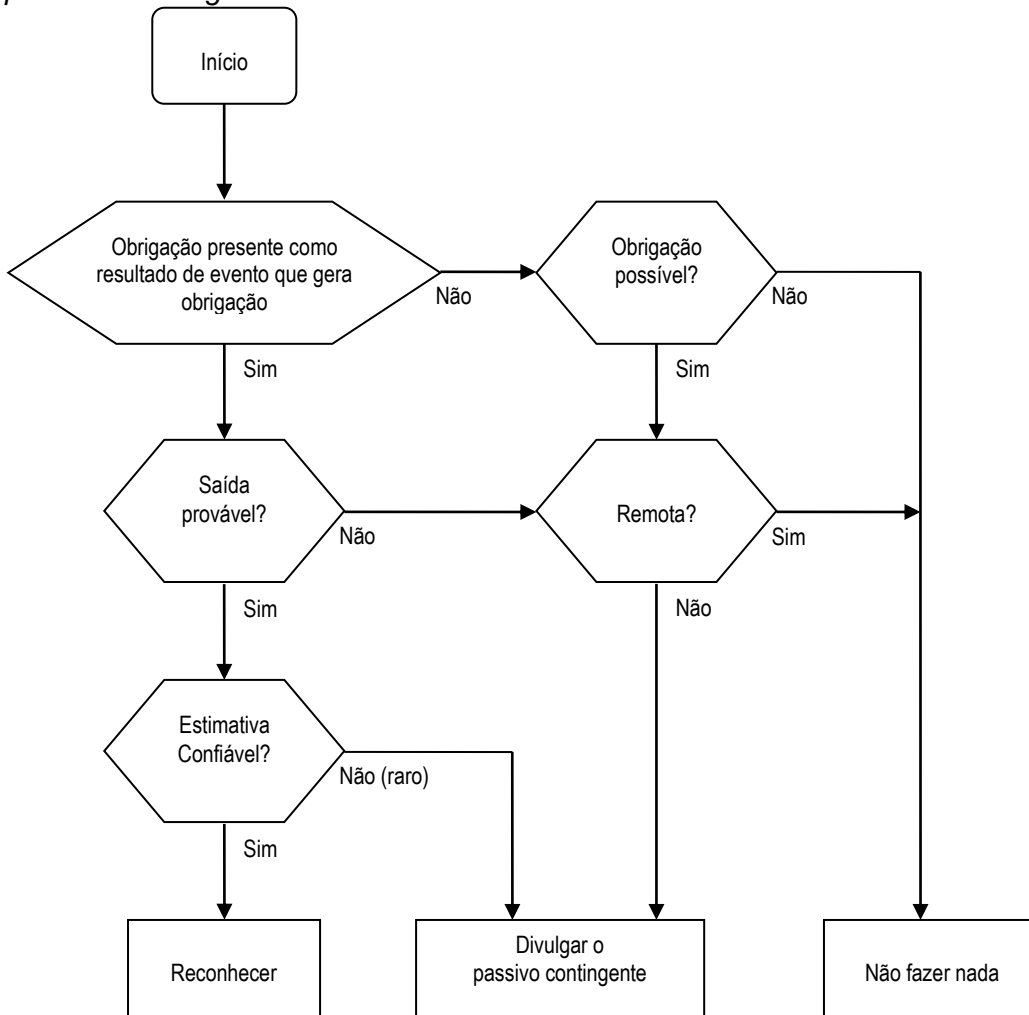 Início
Obrigação presente como
resultado de evento que gera
obrigação
Não
Obrigação
possível?
Não
Sim
Sim
Saída
provável?
Não
Remota?
Sim
Sim
Não
Estimativa
Confiável?
Não (raro)
Sim
Reconhecer
Divulgar o
passivo contingente
Não fazer nada